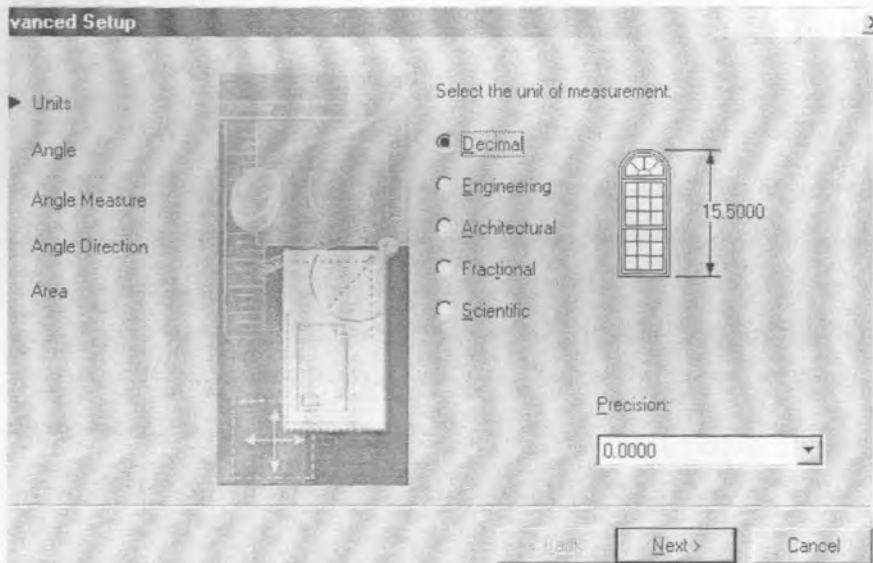 vanced Setup
Units
Angle
Angle Measure
Angle Direction
Area
Select the unit of measurement.
Decimal
Engineering
Architectural
Fractional
Scientific
15.5000
Precision:
0.0000
< Back
Next >
Cancel